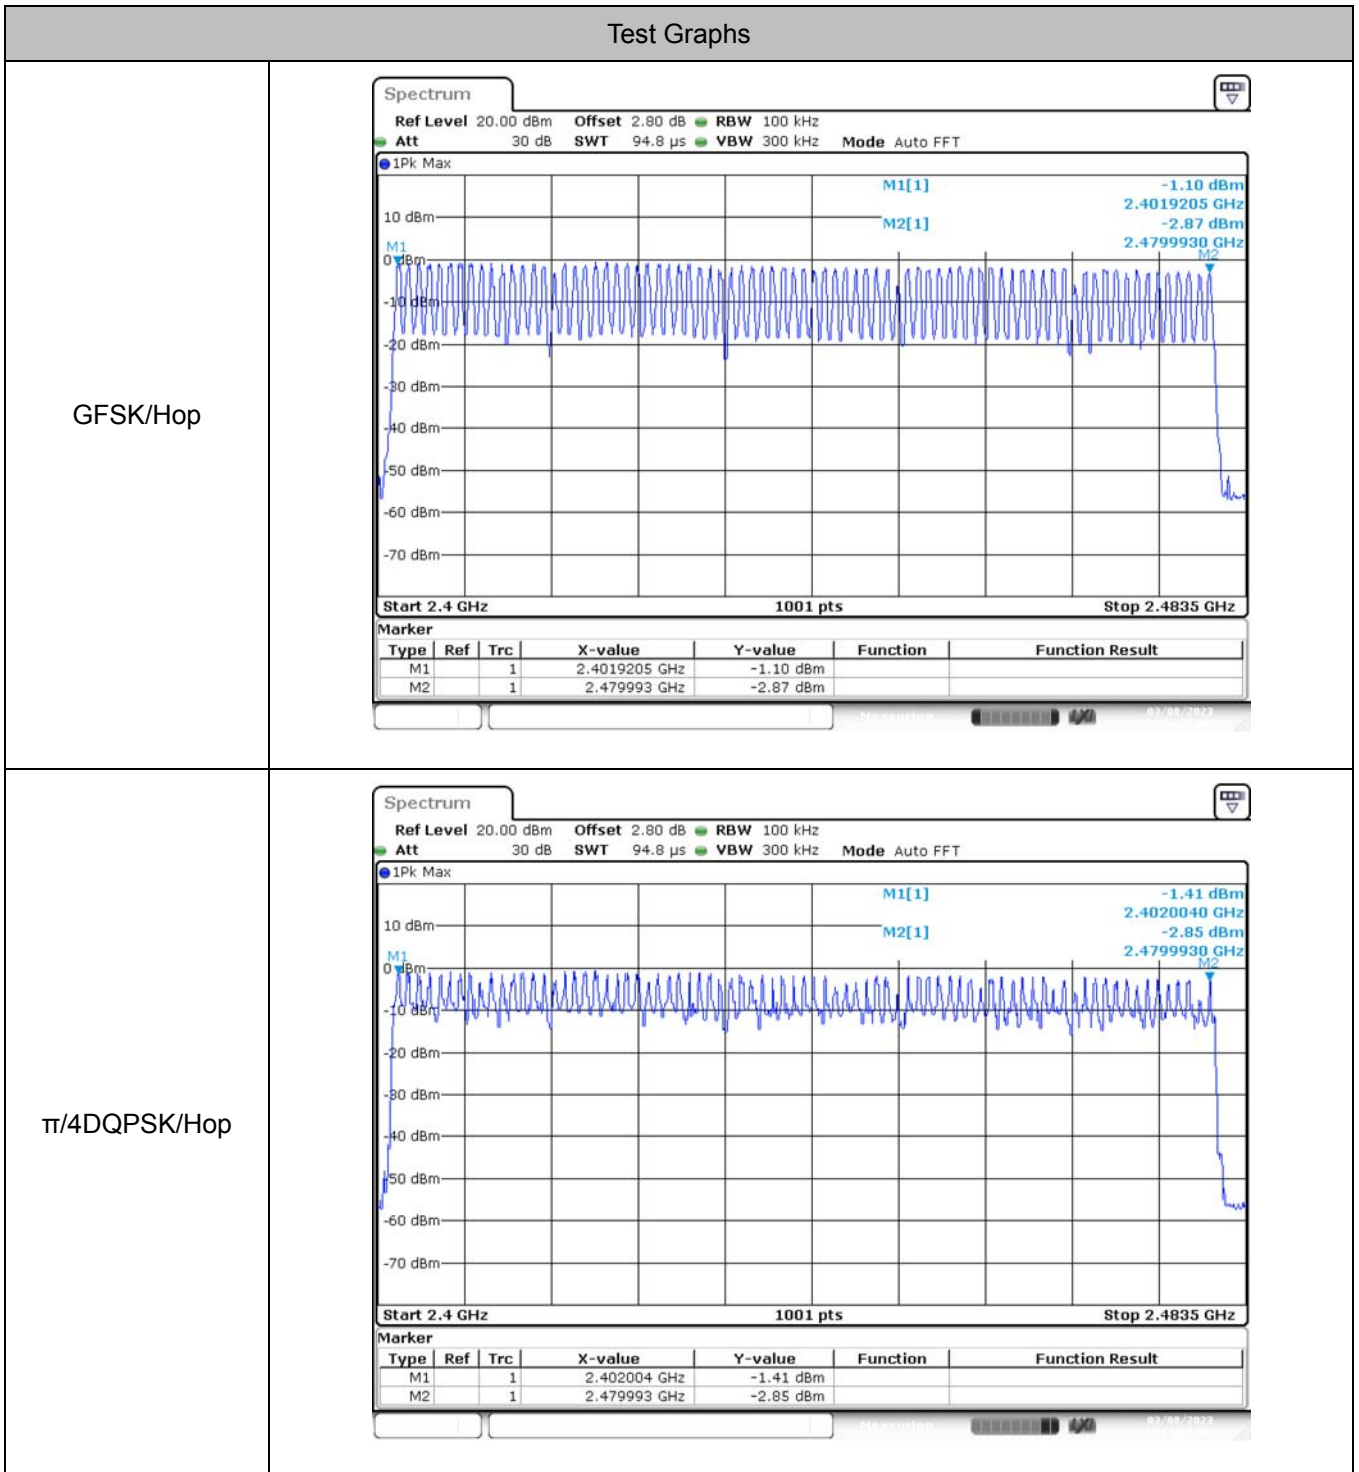 Test Graphs
GFSK/Hop
Spectrum
Ref Level 20.00 dBm Offset 2.80 dB RBW 100 kHz
Att 30 dB SWT 94.8 µs VBW 300 kHz Mode Auto FFT
1Pk Max
M1[1] -1.10 dBm
2.4019205 GHz
10 dBm
M2[1] -2.87 dBm
2.4799930 GHz
M1
M2
0 dBm
-10 dBm
-20 dBm
-30 dBm
-40 dBm
-50 dBm
-60 dBm
-70 dBm
Start 2.4 GHz 1001 pts Stop 2.4835 GHz
Marker
Type Ref Trc X-value Y-value Function Function Result
M1 1 2.4019205 GHz -1.10 dBm
M2 1 2.479993 GHz -2.87 dBm
Measuring 03/08/2023
π/4DQPSK/Hop
Spectrum
Ref Level 20.00 dBm Offset 2.80 dB RBW 100 kHz
Att 30 dB SWT 94.8 µs VBW 300 kHz Mode Auto FFT
1Pk Max
M1[1] -1.41 dBm
2.4020040 GHz
10 dBm
M2[1] -2.85 dBm
2.4799930 GHz
M1
M2
0 dBm
-10 dBm
-20 dBm
-30 dBm
-40 dBm
-50 dBm
-60 dBm
-70 dBm
Start 2.4 GHz 1001 pts Stop 2.4835 GHz
Marker
Type Ref Trc X-value Y-value Function Function Result
M1 1 2.402004 GHz -1.41 dBm
M2 1 2.479993 GHz -2.85 dBm
Measuring 03/08/2023